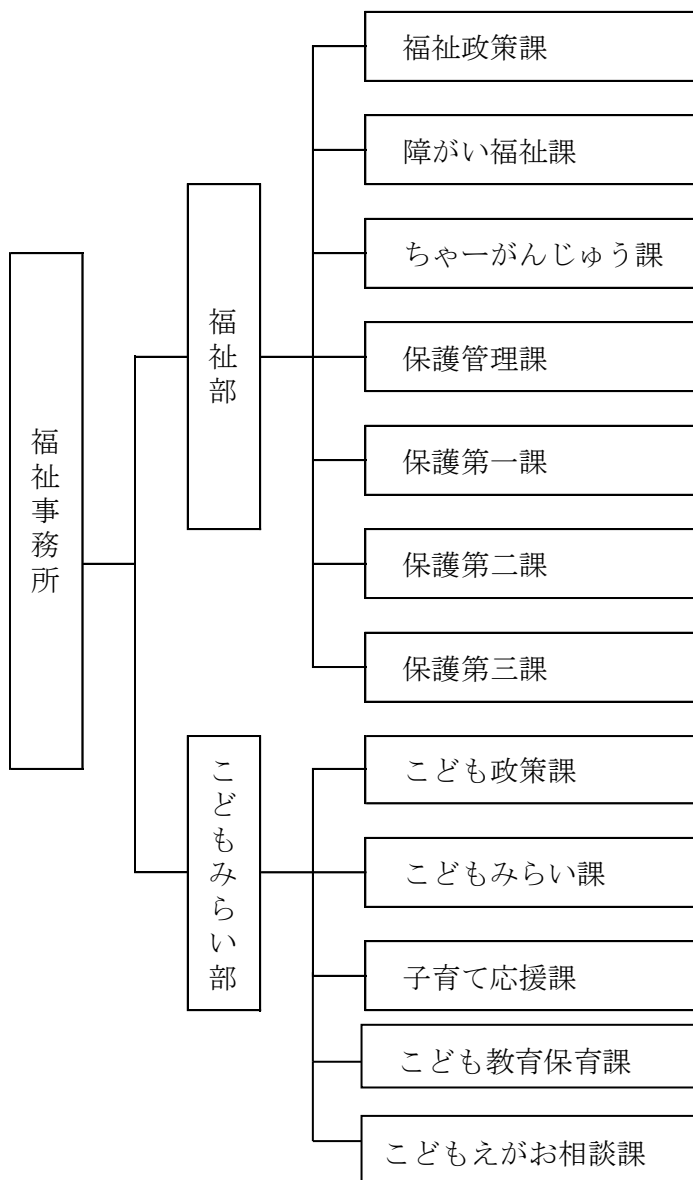 福祉事務所
福祉部
福祉政策課
障がい福祉課
ちゃーがんじゅう課
保護管理課
保護第一課
保護第二課
保護第三課
こどもみらい部
こども政策課
こどもみらい課
子育て応援課
こども教育保育課
こどもえがお相談課